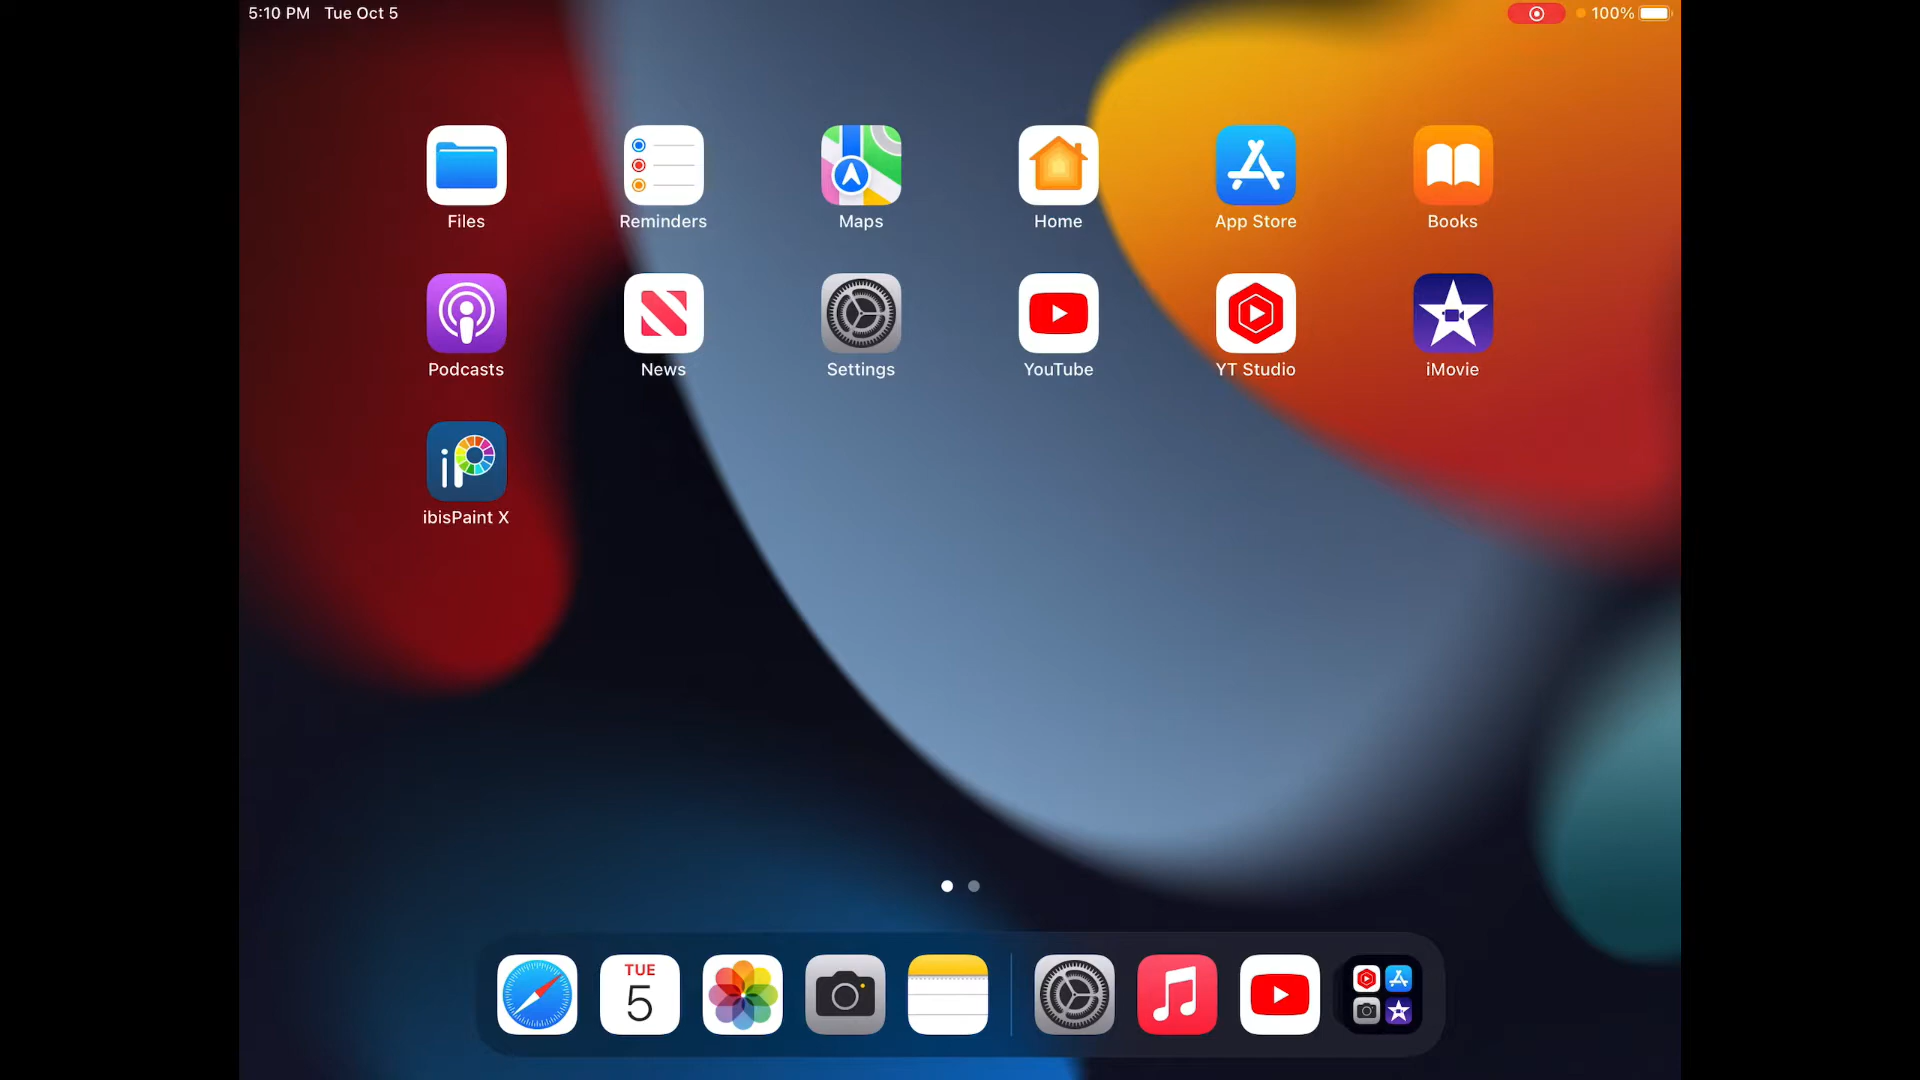 5:10 PM Tue Oct 5 100%
Files Reminders Maps Home App Store Books
Podcasts News Settings YouTube YT Studio iMovie
iP
ibisPaint X
TUE
5